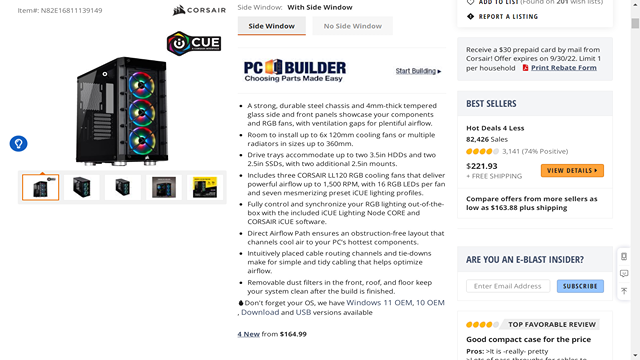 Item#: N82E16811139149
CORSAIR
iCUE
Side Window: With Side Window
Side Window
No Side Window
PC BUILDER
Choosing Parts Made Easy
Start Building
A strong, durable steel chassis and 4mm-thick tempered
glass side and front panels showcase your components
and RGB fans, with ventilation gaps for plentiful airflow.
Room to install up to 6x 120mm cooling fans or multiple
radiators in sizes up to 360mm.
Drive trays accommodate up to two 3.5in HDDs and two
2.5in SSDs, with two additional 2.5in mounts.
Includes three CORSAIR LL120 RGB cooling fans that deliver
powerful airflow up to 1,500 RPM, with 16 RGB LEDs per fan
and seven mesmerizing preset iCUE lighting profiles.
Fully control and synchronize your RGB lighting out-of-the-
box with the included iCUE Lighting Node CORE and
CORSAIR iCUE software.
Direct Airflow Path ensures an obstruction-free layout that
channels cool air to your PC's hottest components.
Intuitively placed cable routing channels and tie-downs
make for simple and tidy cabling that helps optimize
airflow.
Removable dust filters in the front, roof, and floor keep
your system clean after the build is finished.
Don't forget your OS, we have Windows 11 OEM, 10 OEM
, Download and USB versions available
4 New from $164.99
ADD TO LIST (Found on 201 wish lists)
REPORT A LISTING
Receive a $30 prepaid card by mail from
Corsair! Offer expires on 9/30/22. Limit 1
per household Print Rebate Form
BEST SELLERS
Hot Deals 4 Less
82,426 Sales
3,141 (74% Positive)
$221.93
+ FREE SHIPPING
VIEW DETAILS
Compare offers from more sellers as
low as $163.88 plus shipping
ARE YOU AN E-BLAST INSIDER?
Enter Email Address
SUBSCRIBE
TOP FAVORABLE REVIEW
Good compact case for the price
Pros: >It is -really- pretty
>Lots of pass-throughs for cables to